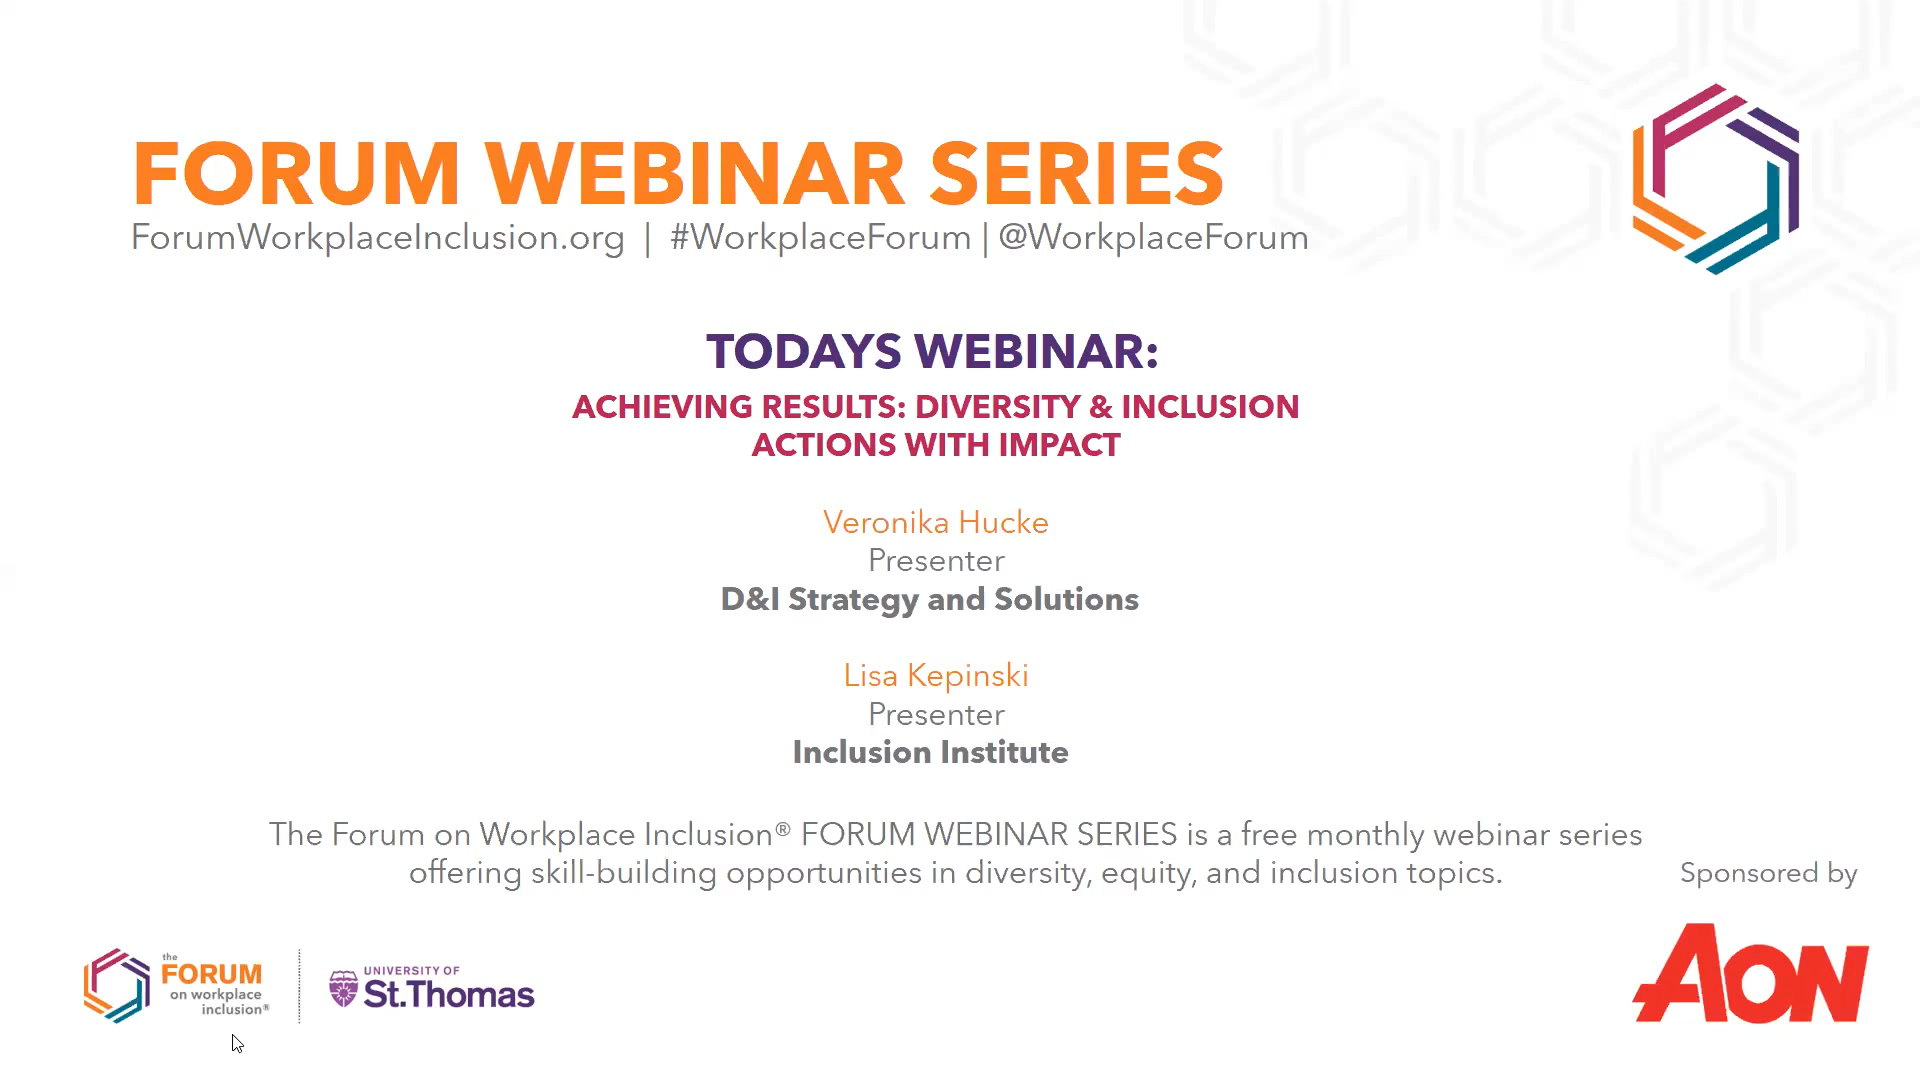 FORUM WEBINAR SERIES
ForumWorkplaceInclusion.org | #WorkplaceForum | @WorkplaceForum
TODAYS WEBINAR:
ACHIEVING RESULTS: DIVERSITY & INCLUSION
ACTIONS WITH IMPACT
Veronika Hucke
Presenter
D&I Strategy and Solutions
Lisa Kepinski
Presenter
Inclusion Institute
The Forum on Workplace Inclusion® FORUM WEBINAR SERIES is a free monthly webinar series
offering skill-building opportunities in diversity, equity, and inclusion topics.
Sponsored by
AON
the
FORUM
on workplace
inclusion®
UNIVERSITY OF
St.Thomas